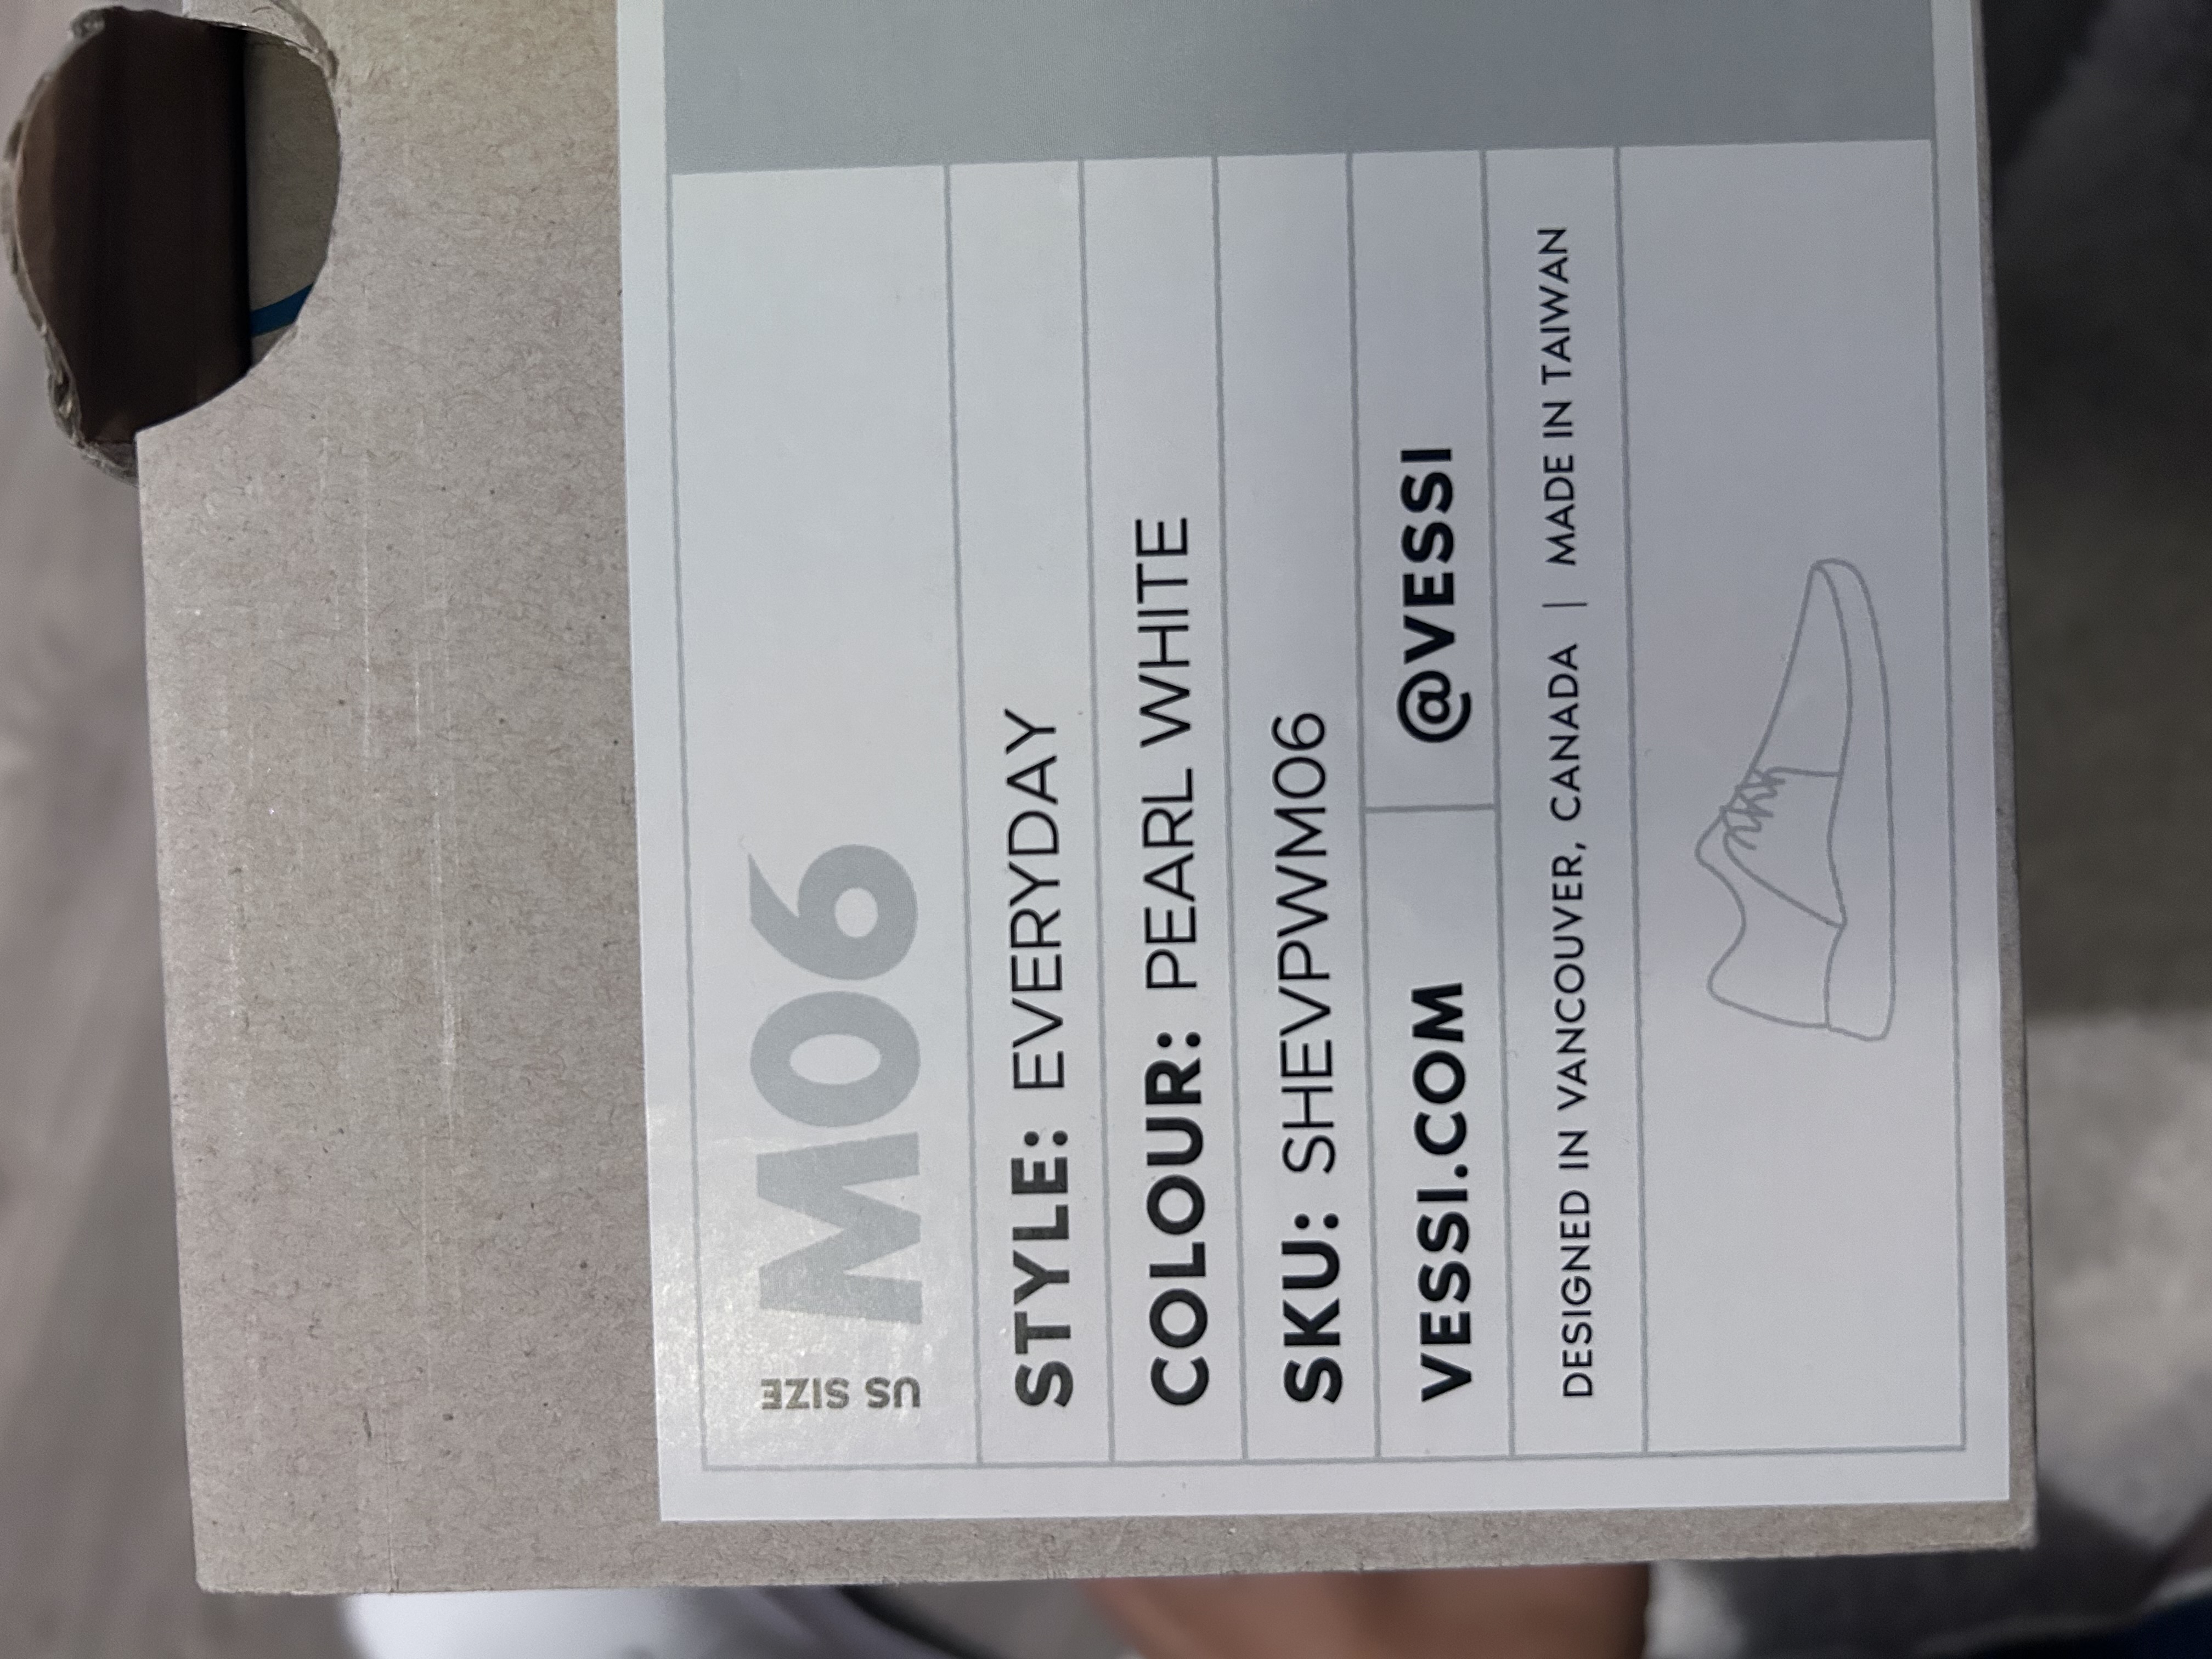 US SIZE
M06
STYLE: EVERYDAY
COLOUR: PEARL WHITE
SKU: SHEVPWM06
VESSI.COM @VESSI
DESIGNED IN VANCOUVER, CANADA | MADE IN TAIWAN